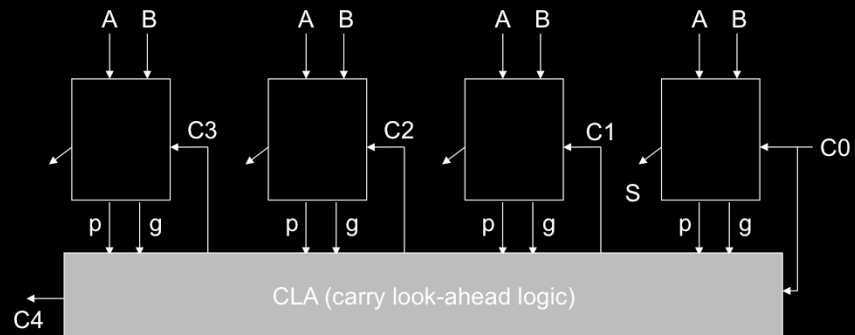 A B A B A B A B
C3 C2 C1 C0
S
p g p g p g p g
CLA (carry look-ahead logic)
C4